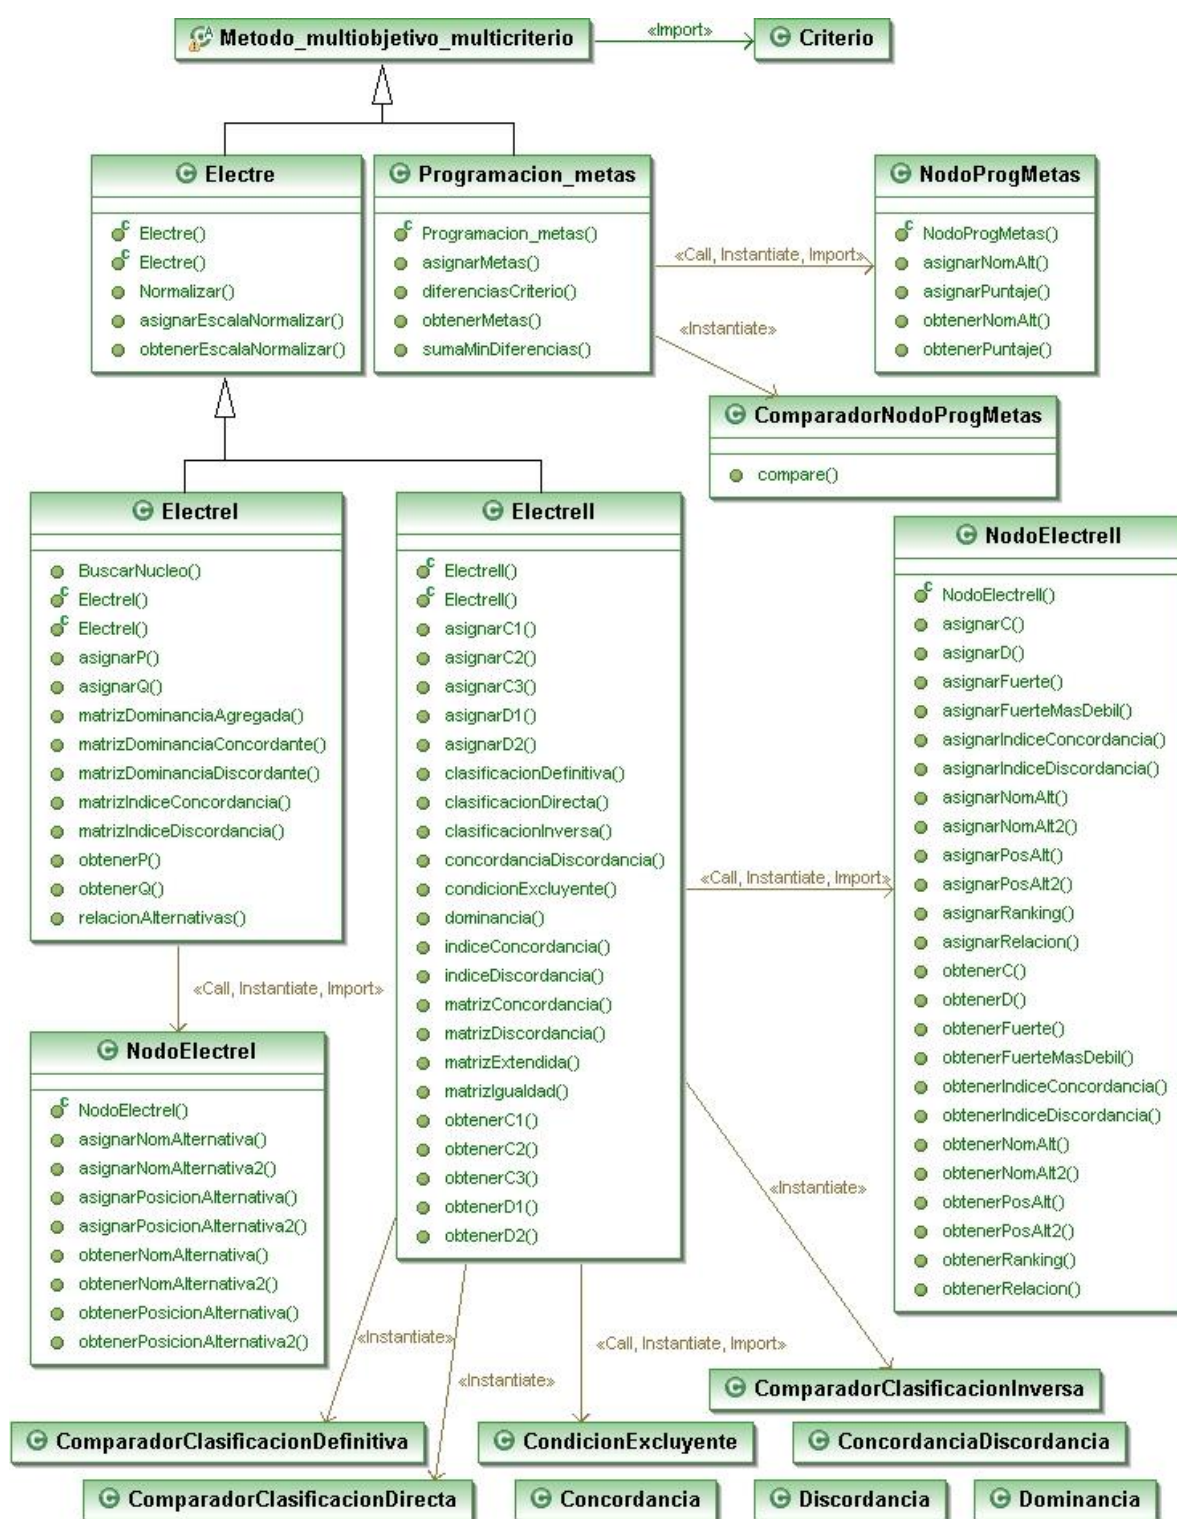 Metodo_multiobjetivo_multicriterio
«Import»
Criterio
Electre
Electre()
Electre()
Normalizar()
asignarEscalaNormalizar()
obtenerEscalaNormalizar()
Programacion_metas
Programacion_metas()
asignarMetas()
diferenciasCriterio()
obtenerMetas()
sumaMinDiferencias()
«Call, Instantiate, Import»
«Instantiate»
NodoProgMetas
NodoProgMetas()
asignarNomAlt()
asignarPuntaje()
obtenerNomAlt()
obtenerPuntaje()
ComparadorNodoProgMetas
compare()
ElectreI
BuscarNucleo()
ElectreI()
ElectreI()
asignarP()
asignarQ()
matrizDominanciaAgregada()
matrizDominanciaConcordante()
matrizDominanciaDiscordante()
matrizIndiceConcordancia()
matrizIndiceDiscordancia()
obtenerP()
obtenerQ()
relacionAlternativas()
«Call, Instantiate, Import»
NodoElectreI
NodoElectreI()
asignarNomAlternativa()
asignarNomAlternativa2()
asignarPosicionAlternativa()
asignarPosicionAlternativa2()
obtenerNomAlternativa()
obtenerNomAlternativa2()
obtenerPosicionAlternativa()
obtenerPosicionAlternativa2()
ElectreII
ElectreII()
ElectreII()
asignarC1()
asignarC2()
asignarC3()
asignarD1()
asignarD2()
clasificacionDefinitiva()
clasificacionDirecta()
clasificacionInversa()
concordanciaDiscordancia()
condicionExcluyente()
dominancia()
indiceConcordancia()
indiceDiscordancia()
matrizConcordancia()
matrizDiscordancia()
matrizExtendida()
matrizIgualdad()
obtenerC1()
obtenerC2()
obtenerC3()
obtenerD1()
obtenerD2()
«Call, Instantiate, Import»
NodoElectreII
NodoElectreII()
asignarC()
asignarD()
asignarFuerte()
asignarFuerteMasDebil()
asignarIndiceConcordancia()
asignarIndiceDiscordancia()
asignarNomAlt()
asignarNomAlt2()
asignarPosAlt()
asignarPosAlt2()
asignarRanking()
asignarRelacion()
obtenerC()
obtenerD()
obtenerFuerte()
obtenerFuerteMasDebil()
obtenerIndiceConcordancia()
obtenerIndiceDiscordancia()
obtenerNomAlt()
obtenerNomAlt2()
obtenerPosAlt()
obtenerPosAlt2()
obtenerRanking()
obtenerRelacion()
«Instantiate»
«Instantiate»
«Instantiate»
«Call, Instantiate, Import»
ComparadorClasificacionInversa
ComparadorClasificacionDefinitiva
CondicionExcluyente
ConcordanciaDiscordancia
ComparadorClasificacionDirecta
Concordancia
Discordancia
Dominancia